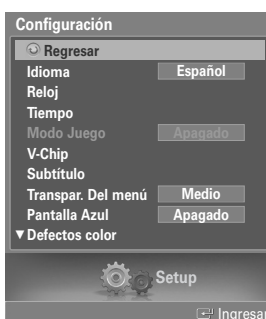 Configuración
Regresar
Idioma Español
Reloj
Tiempo
Modo Juego Apagado
V-Chip
Subtítulo
Transpar. Del menú Medio
Pantalla Azul Apagado
▼ Defectos color
Setup
Ingresar